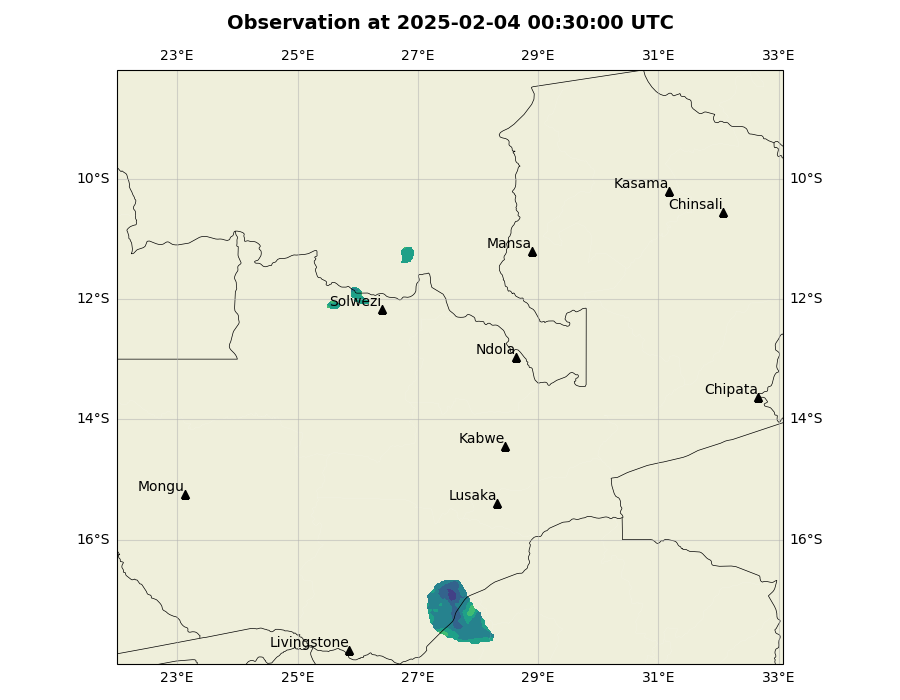 Observation at 2025-02-04 00:30:00 UTC
23°E 25°E 27°E 29°E 31°E 33°E
10°S 10°S
Kasama
Chinsali
Mansa
12°S 12°S
Solwezi
Ndola
Chipata
14°S 14°S
Kabwe
Mongu
Lusaka
16°S 16°S
Livingstone
23°E 25°E 27°E 29°E 31°E 33°E